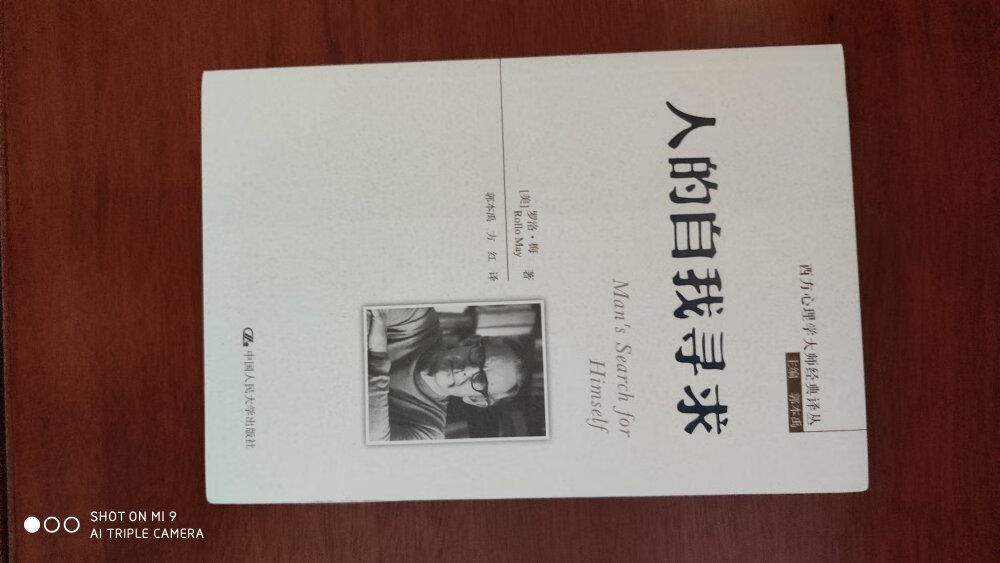 西方心理学大师经典译丛
主编 郭本禹
人的自我寻求
Man's Search for
Himself
[美] 罗洛·梅 著
Rollo May
郭本禹 方 红 译
中国人民大学出版社
SHOT ON MI 9
AI TRIPLE CAMERA